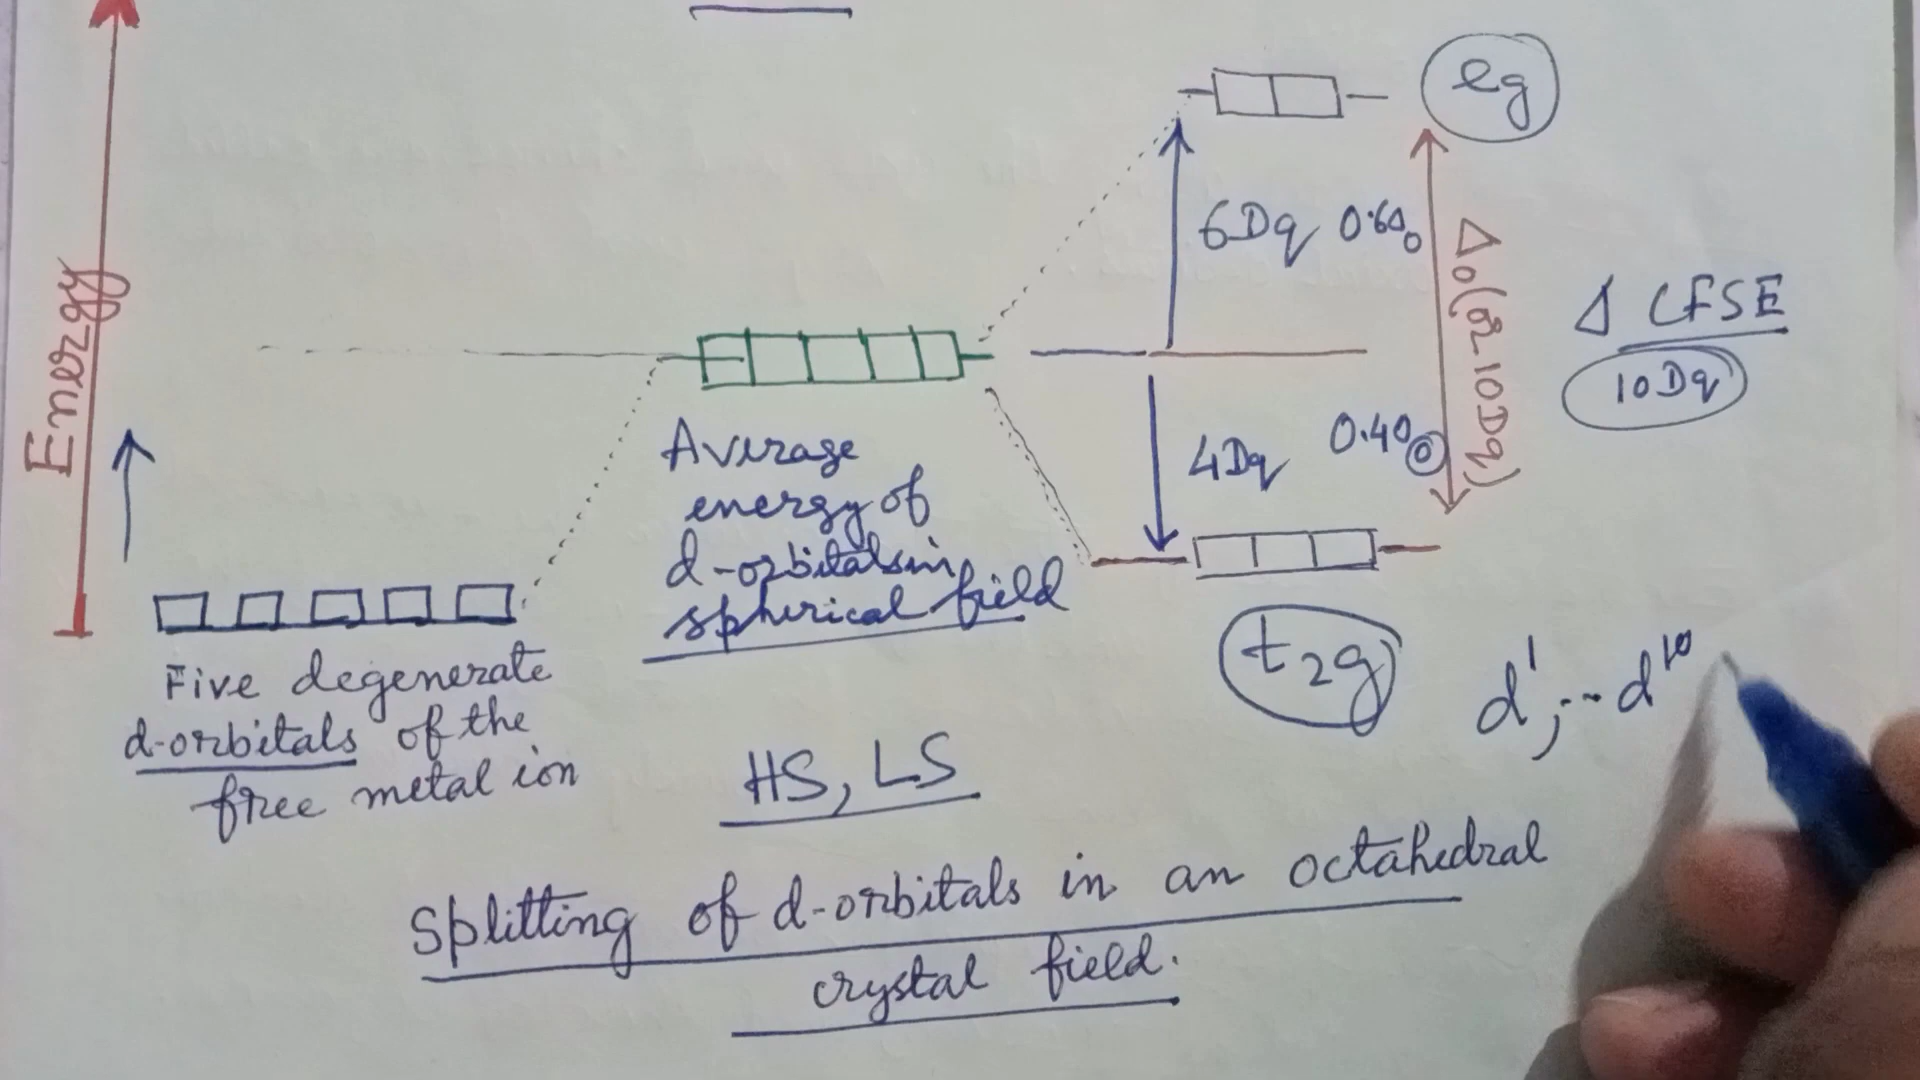 Energy
eg
6Dq 0.6Δo
Δo (or 10Dq)
Δ CFSE
10Dq
Average
energy of
d-orbitals in
spherical field
4Dq 0.4Δo
Five degenerate
d-orbitals of the
free metal ion
t2g
d¹;-- d¹⁰
HS, LS
Splitting of d-orbitals in an octahedral
crystal field.